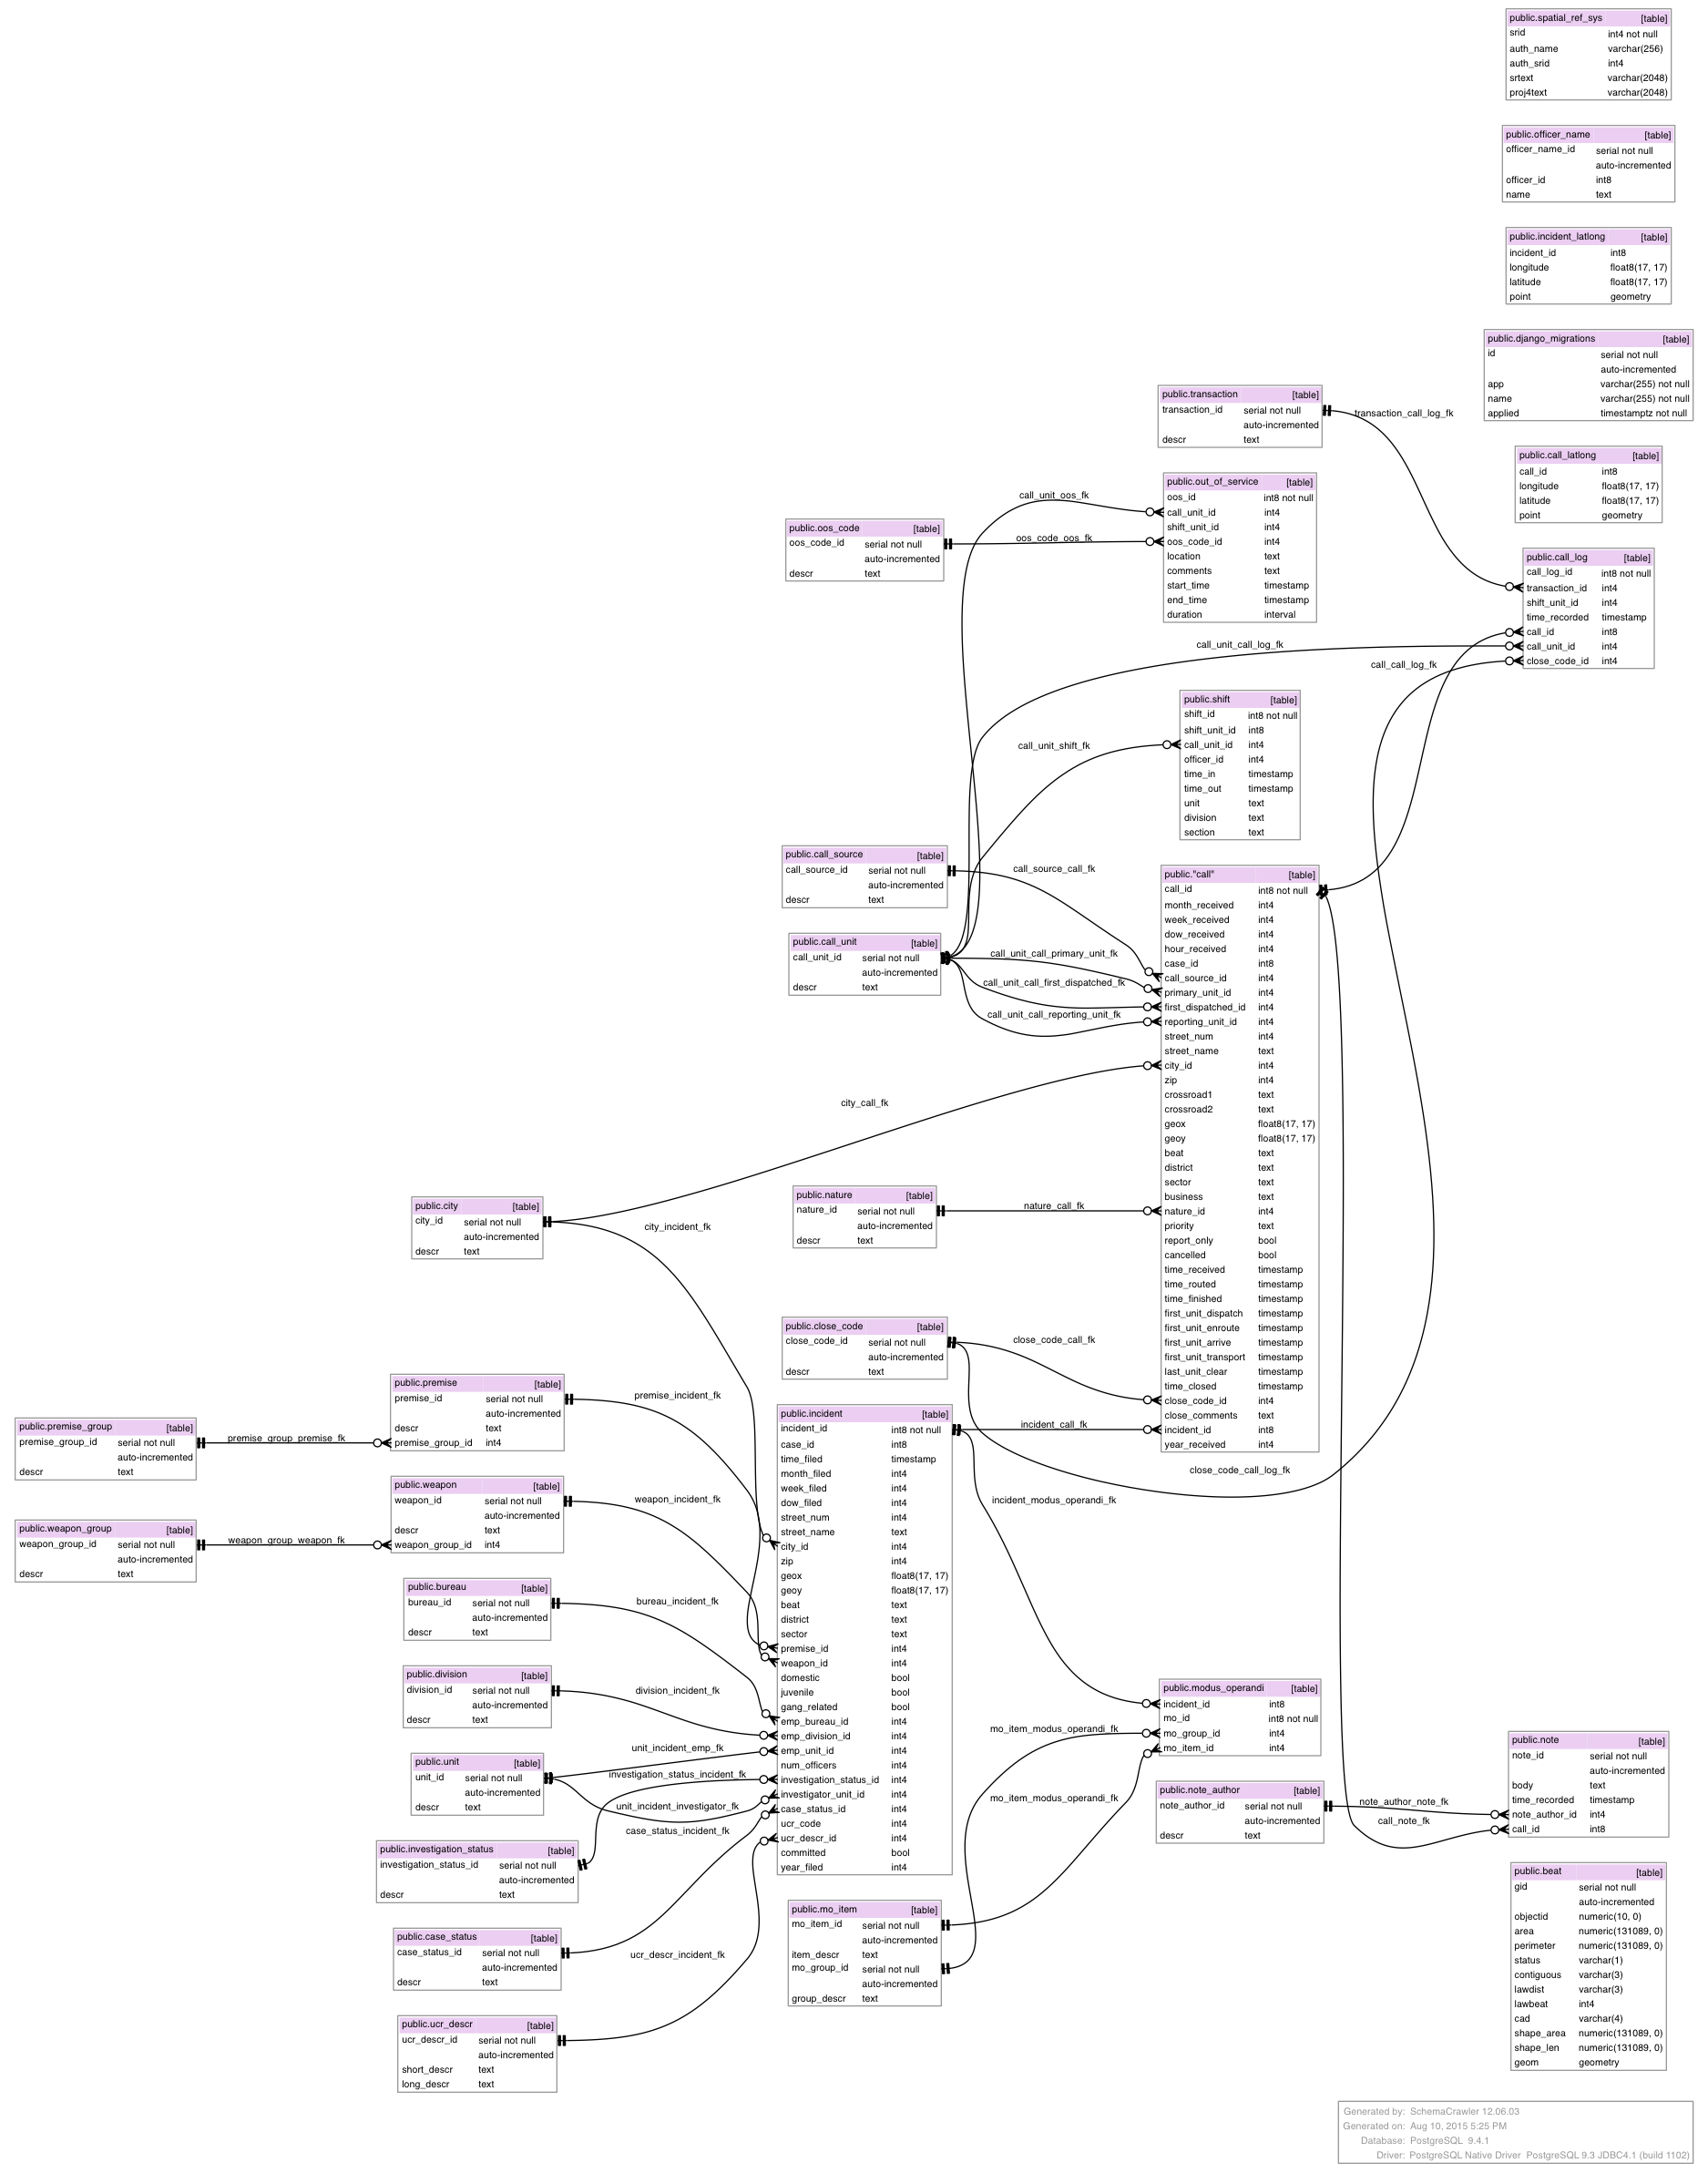 public.spatial_ref_sys [table]
srid int4 not null
auth_name varchar(256)
auth_srid int4
srtext varchar(2048)
proj4text varchar(2048)
public.officer_name [table]
officer_name_id serial not null
auto-incremented
officer_id int8
name text
public.incident_latlong [table]
incident_id int8
longitude float8(17, 17)
latitude float8(17, 17)
point geometry
public.django_migrations [table]
id serial not null
auto-incremented
app varchar(255) not null
name varchar(255) not null
applied timestamptz not null
public.transaction [table]
transaction_id serial not null
auto-incremented
descr text
transaction_call_log_fk
public.call_latlong [table]
call_id int8
longitude float8(17, 17)
latitude float8(17, 17)
point geometry
public.out_of_service [table]
oos_id int8 not null
call_unit_id int4
shift_unit_id int4
oos_code_id int4
location text
comments text
start_time timestamp
end_time timestamp
duration interval
call_unit_oos_fk
public.oos_code [table]
oos_code_id serial not null
auto-incremented
descr text
oos_code_oos_fk
public.call_log [table]
call_log_id int8 not null
transaction_id int4
shift_unit_id int4
time_recorded timestamp
call_id int8
call_unit_id int4
close_code_id int4
call_unit_call_log_fk
call_call_log_fk
public.shift [table]
shift_id int8 not null
shift_unit_id int8
call_unit_id int4
officer_id int4
time_in timestamp
time_out timestamp
unit text
division text
section text
call_unit_shift_fk
public.call_source [table]
call_source_id serial not null
auto-incremented
descr text
call_source_call_fk
public.call_unit [table]
call_unit_id serial not null
auto-incremented
descr text
call_unit_call_primary_unit_fk
call_unit_call_first_dispatched_fk
call_unit_call_reporting_unit_fk
public."call" [table]
call_id int8 not null
month_received int4
week_received int4
dow_received int4
hour_received int4
case_id int8
call_source_id int4
primary_unit_id int4
first_dispatched_id int4
reporting_unit_id int4
street_num int4
street_name text
city_id int4
zip int4
crossroad1 text
crossroad2 text
geox float8(17, 17)
geoy float8(17, 17)
beat text
district text
sector text
business text
nature_id int4
priority text
report_only bool
cancelled bool
time_received timestamp
time_routed timestamp
time_finished timestamp
first_unit_dispatch timestamp
first_unit_enroute timestamp
first_unit_arrive timestamp
first_unit_transport timestamp
last_unit_clear timestamp
time_closed timestamp
close_code_id int4
close_comments text
incident_id int8
year_received int4
city_call_fk
public.city [table]
city_id serial not null
auto-incremented
descr text
city_incident_fk
public.nature [table]
nature_id serial not null
auto-incremented
descr text
nature_call_fk
public.close_code [table]
close_code_id serial not null
auto-incremented
descr text
close_code_call_fk
incident_call_fk
close_code_call_log_fk
incident_modus_operandi_fk
public.premise [table]
premise_id serial not null
auto-incremented
descr text
premise_group_id int4
premise_incident_fk
public.premise_group [table]
premise_group_id serial not null
auto-incremented
descr text
premise_group_premise_fk
public.weapon [table]
weapon_id serial not null
auto-incremented
descr text
weapon_group_id int4
weapon_incident_fk
public.weapon_group [table]
weapon_group_id serial not null
auto-incremented
descr text
weapon_group_weapon_fk
public.incident [table]
incident_id int8 not null
case_id int8
time_filed timestamp
month_filed int4
week_filed int4
dow_filed int4
street_num int4
street_name text
city_id int4
zip int4
geox float8(17, 17)
geoy float8(17, 17)
beat text
district text
sector text
premise_id int4
weapon_id int4
domestic bool
juvenile bool
gang_related bool
emp_bureau_id int4
emp_division_id int4
emp_unit_id int4
num_officers int4
investigation_status_id int4
investigator_unit_id int4
case_status_id int4
ucr_code int4
ucr_descr_id int4
committed bool
year_filed int4
public.bureau [table]
bureau_id serial not null
auto-incremented
descr text
bureau_incident_fk
public.division [table]
division_id serial not null
auto-incremented
descr text
division_incident_fk
public.unit [table]
unit_id serial not null
auto-incremented
descr text
unit_incident_emp_fk
investigation_status_incident_fk
unit_incident_investigator_fk
case_status_incident_fk
public.investigation_status [table]
investigation_status_id serial not null
auto-incremented
descr text
public.case_status [table]
case_status_id serial not null
auto-incremented
descr text
ucr_descr_incident_fk
public.ucr_descr [table]
ucr_descr_id serial not null
auto-incremented
short_descr text
long_descr text
public.mo_item [table]
mo_item_id serial not null
auto-incremented
item_descr text
mo_group_id serial not null
auto-incremented
group_descr text
mo_item_modus_operandi_fk
mo_item_modus_operandi_fk
public.modus_operandi [table]
incident_id int8
mo_id int8 not null
mo_group_id int4
mo_item_id int4
public.note_author [table]
note_author_id serial not null
auto-incremented
descr text
note_author_note_fk
call_note_fk
public.note [table]
note_id serial not null
auto-incremented
body text
time_recorded timestamp
note_author_id int4
call_id int8
public.beat [table]
gid serial not null
auto-incremented
objectid numeric(10, 0)
area numeric(131089, 0)
perimeter numeric(131089, 0)
status varchar(1)
contiguous varchar(3)
lawdist varchar(3)
lawbeat int4
cad varchar(4)
shape_area numeric(131089, 0)
shape_len numeric(131089, 0)
geom geometry
Generated by: SchemaCrawler 12.06.03
Generated on: Aug 10, 2015 5:25 PM
Database: PostgreSQL 9.4.1
Driver: PostgreSQL Native Driver PostgreSQL 9.3 JDBC4.1 (build 1102)